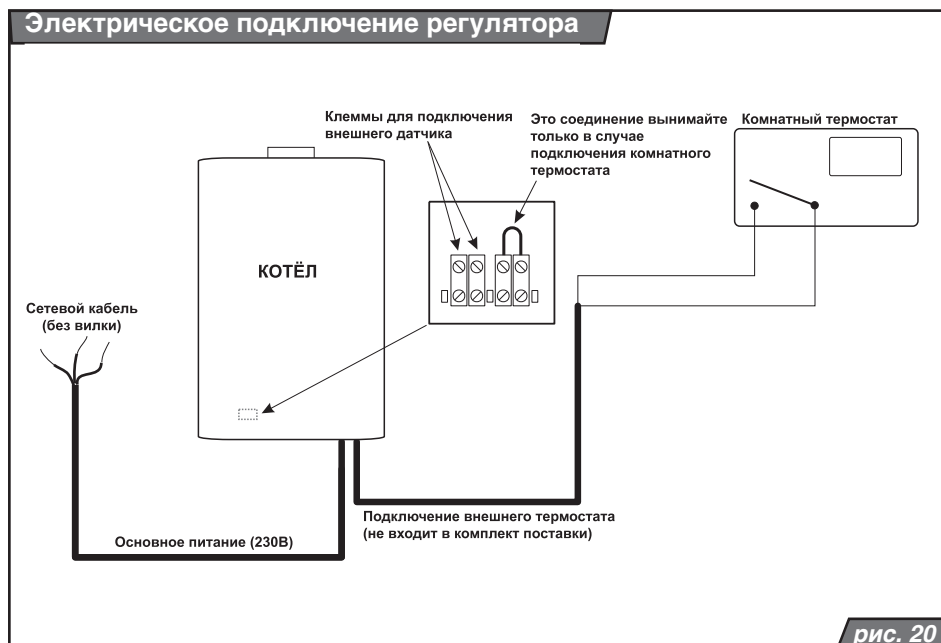 Электрическое подключение регулятора
Клеммы для подключения
внешнего датчика
Это соединение вынимайте
только в случае
подключения комнатного
термостата
Комнатный термостат
КОТЁЛ
Сетевой кабель
(без вилки)
Подключение внешнего термостата
(не входит в комплект поставки)
Основное питание (230В)
рис. 20